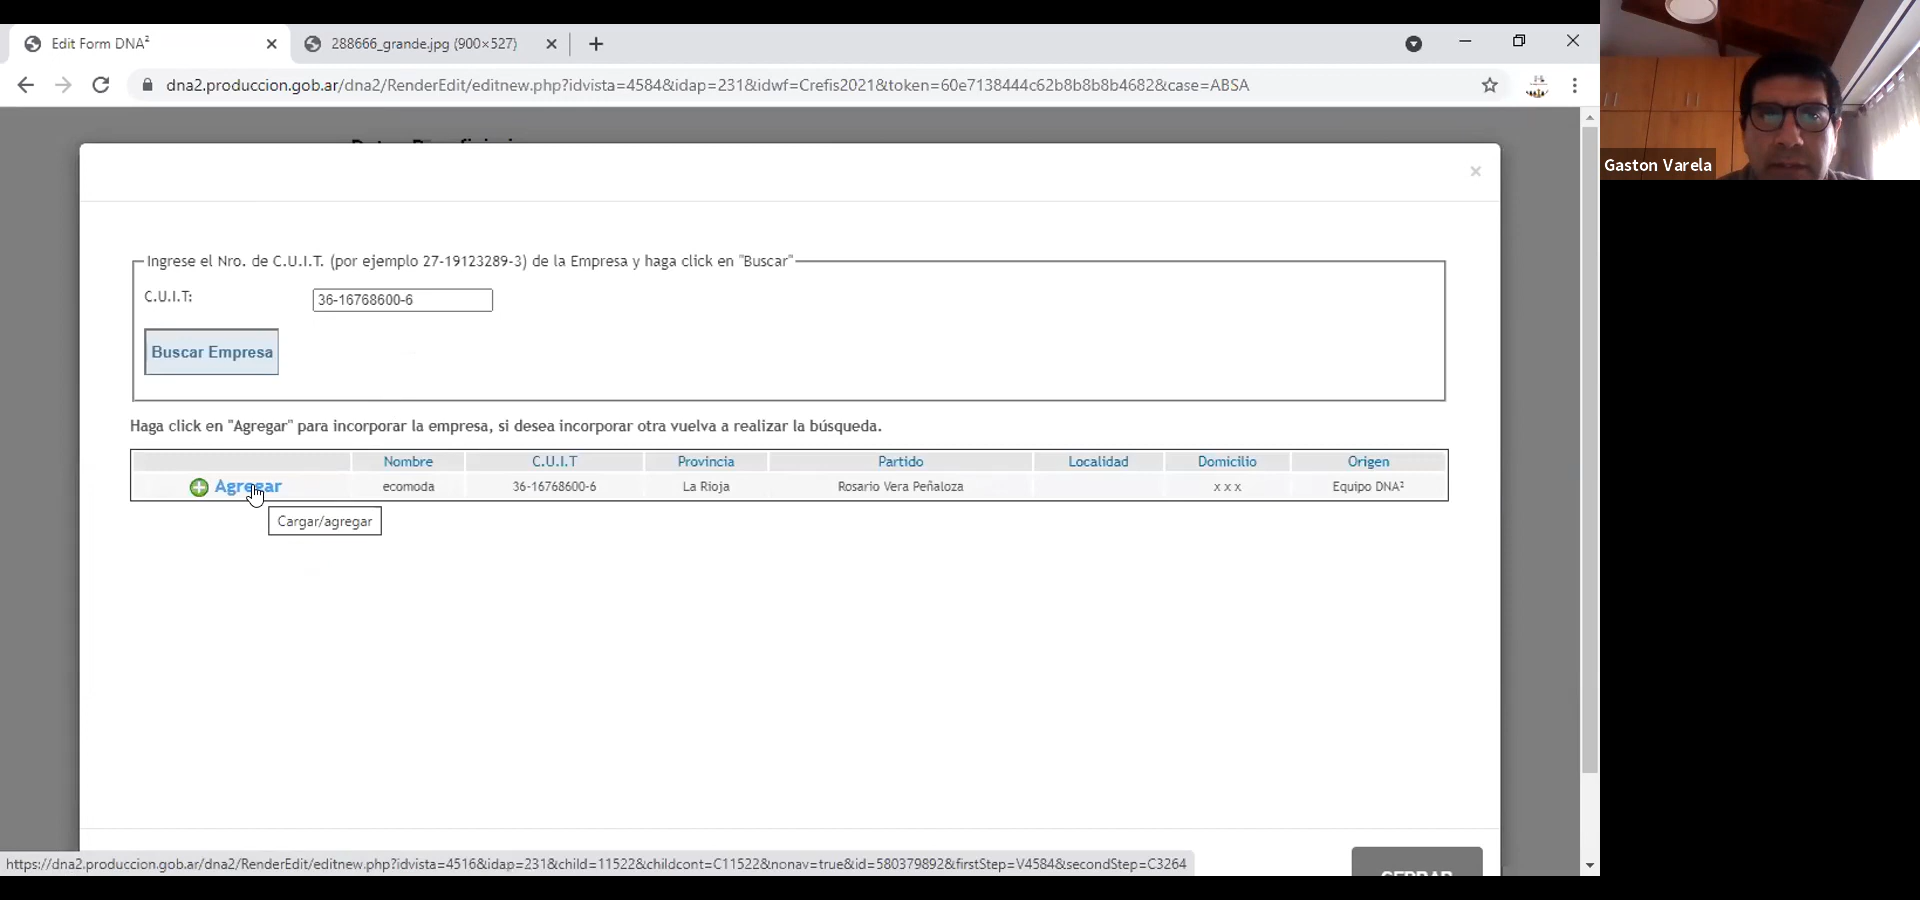 Edit Form DNA²
288666_grande.jpg (900×527)
dna2.produccion.gob.ar/dna2/RenderEdit/editnew.php?idvista=4584&idap=231&idwf=Crefis2021&token=60e7138444c62b8b8b8b4682&case=ABSA
Gaston Varela
Ingrese el Nro. de C.U.I.T. (por ejemplo 27-19123289-3) de la Empresa y haga click en "Buscar"
C.U.I.T:
36-16768600-6
Buscar Empresa
Haga click en "Agregar" para incorporar la empresa, si desea incorporar otra vuelva a realizar la búsqueda.
Nombre C.U.I.T Provincia Partido Localidad Domicilio Origen
Agregar ecomoda 36-16768600-6 La Rioja Rosario Vera Peñaloza x x x Equipo DNA²
Cargar/agregar
https://dna2.produccion.gob.ar/dna2/RenderEdit/editnew.php?idvista=4516&idap=231&child=11522&childcont=C11522&nonav=true&id=580379892&firstStep=V4584&secondStep=C3264
CERRAR